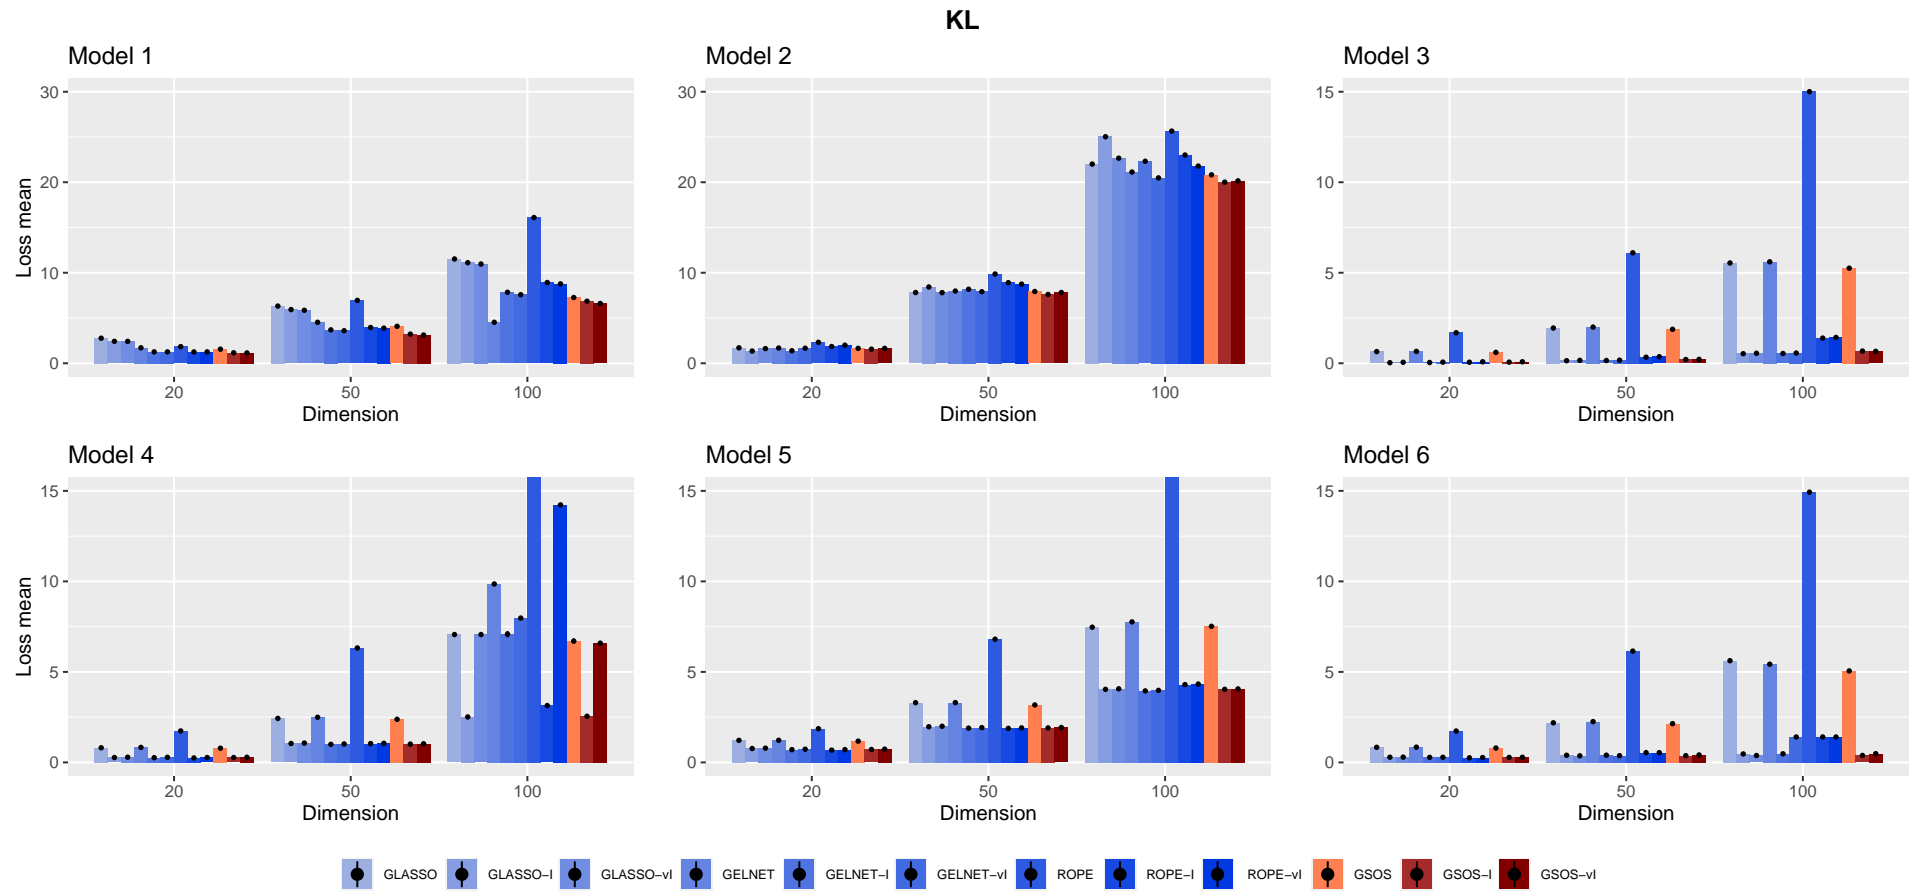 KL
Model 1
Model 2
Model 3
Loss mean
30
20
10
0
20
50
100
Dimension
30
20
10
0
20
50
100
Dimension
15
10
5
0
20
50
100
Dimension
Model 4
Model 5
Model 6
Loss mean
15
10
5
0
20
50
100
Dimension
15
10
5
0
20
50
100
Dimension
15
10
5
0
20
50
100
Dimension
GLASSO GLASSO-I GLASSO-vI GELNET GELNET-I GELNET-vI ROPE ROPE-I ROPE-vI GSOS GSOS-I GSOS-vI